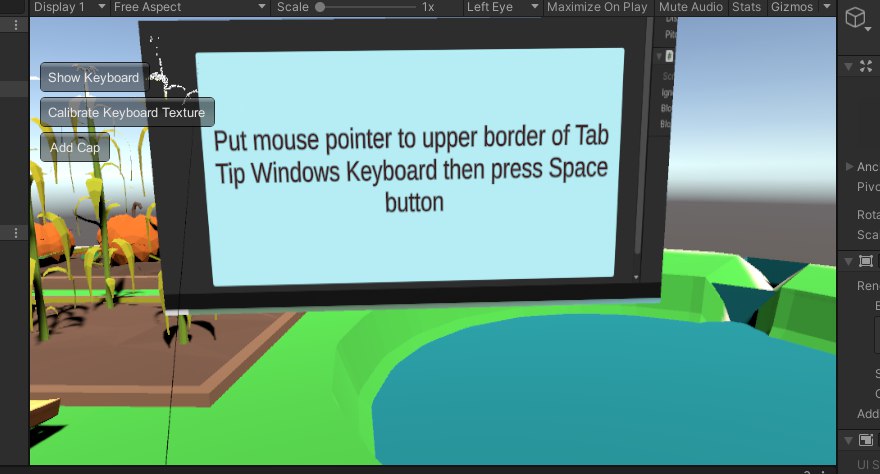 Display 1
Free Aspect
Scale
1x
Left Eye
Maximize On Play
Mute Audio
Stats
Gizmos
Show Keyboard
Calibrate Keyboard Texture
Add Cap
Put mouse pointer to upper border of Tab
Tip Windows Keyboard then press Space
button
Anc
Pivo
Rota
Sca
Rend
Add
UI S